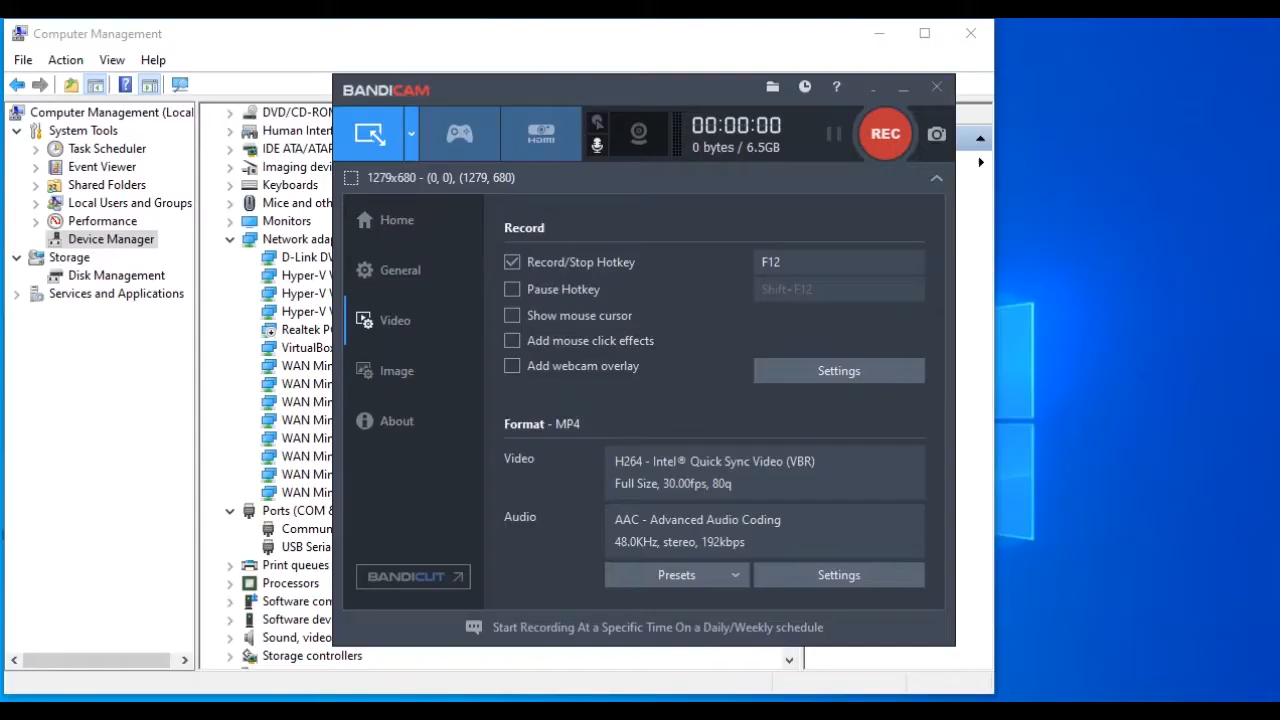 Computer Management
File Action View Help
Computer Management (Local
System Tools
Task Scheduler
Event Viewer
Shared Folders
Local Users and Groups
Performance
Device Manager
Storage
Disk Management
Services and Applications
DVD/CD-ROM
Human Interf
IDE ATA/ATAP
Imaging devi
Keyboards
Mice and oth
Monitors
Network adap
D-Link DW
Hyper-V V
Hyper-V V
Hyper-V V
Realtek PC
VirtualBox
WAN Min
WAN Min
WAN Min
WAN Min
WAN Min
WAN Min
WAN Min
WAN Min
Ports (COM &
Commun
USB Seria
Print queues
Processors
Software com
Software dev
Sound, video
Storage controllers
BANDICAM
?
HDMI
00:00:00
0 bytes / 6.5GB
REC
1279x680 - (0, 0), (1279, 680)
Home
General
Video
Image
About
BANDICUT
Record
Record/Stop Hotkey F12
Pause Hotkey Shift+F12
Show mouse cursor
Add mouse click effects
Add webcam overlay
Settings
Format - MP4
Video
H264 - Intel® Quick Sync Video (VBR)
Full Size, 30.00fps, 80q
Audio
AAC - Advanced Audio Coding
48.0KHz, stereo, 192kbps
Presets Settings
Start Recording At a Specific Time On a Daily/Weekly schedule